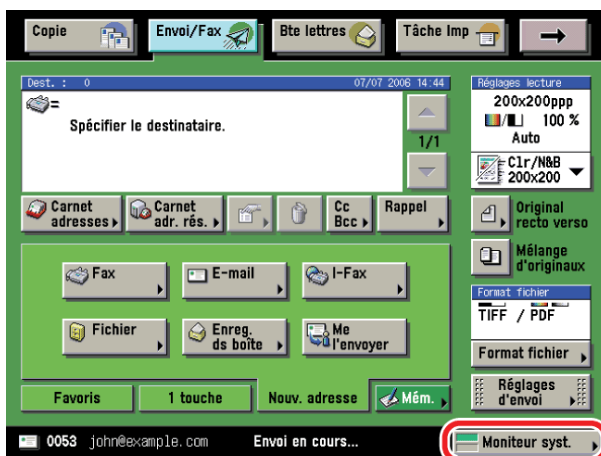 Copie
Envoi/Fax
Bte lettres
Tâche Imp
Dest. : 0
07/07 2006 14:44
=
Spécifier le destinataire.
1/1
Carnet
adresses
Carnet
adr. rés.
Cc
Bcc
Rappel
Fax
E-mail
I-Fax
Fichier
Enreg.
ds boîte
Me
l'envoyer
Favoris
1 touche
Nouv. adresse
Mém.
Réglages lecture
200x200ppp
/ 100 %
Auto
Clr/N&B
200x200
Original
recto verso
Mélange
d'originaux
Format fichier
TIFF / PDF
Format fichier
Réglages
d'envoi
0053 john@example.com Envoi en cours...
Moniteur syst.